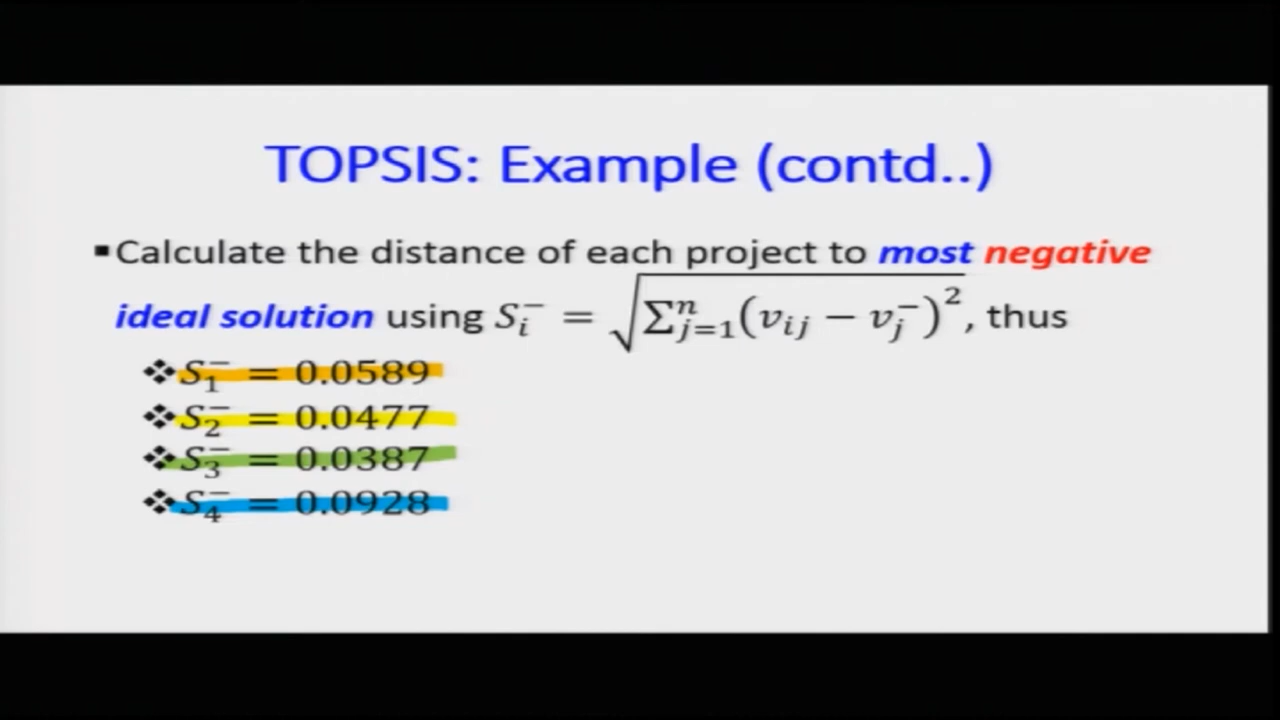 TOPSIS: Example (contd..)
▪Calculate the distance of each project to most negative
ideal solution using $S_i^- = \sqrt{\sum_{j=1}^{n}(v_{ij} - v_j^-)^2}$, thus
❖$S_1^- = 0.0589$
❖$S_2^- = 0.0477$
❖$S_3^- = 0.0387$
❖$S_4^- = 0.0928$